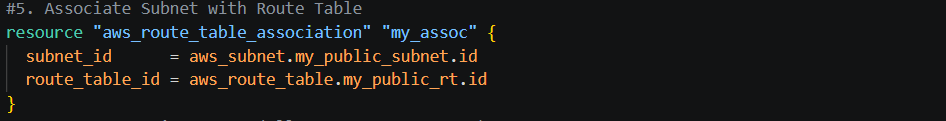 #5. Associate Subnet with Route Table
resource "aws_route_table_association" "my_assoc" {
  subnet_id      = aws_subnet.my_public_subnet.id
  route_table_id = aws_route_table.my_public_rt.id
}